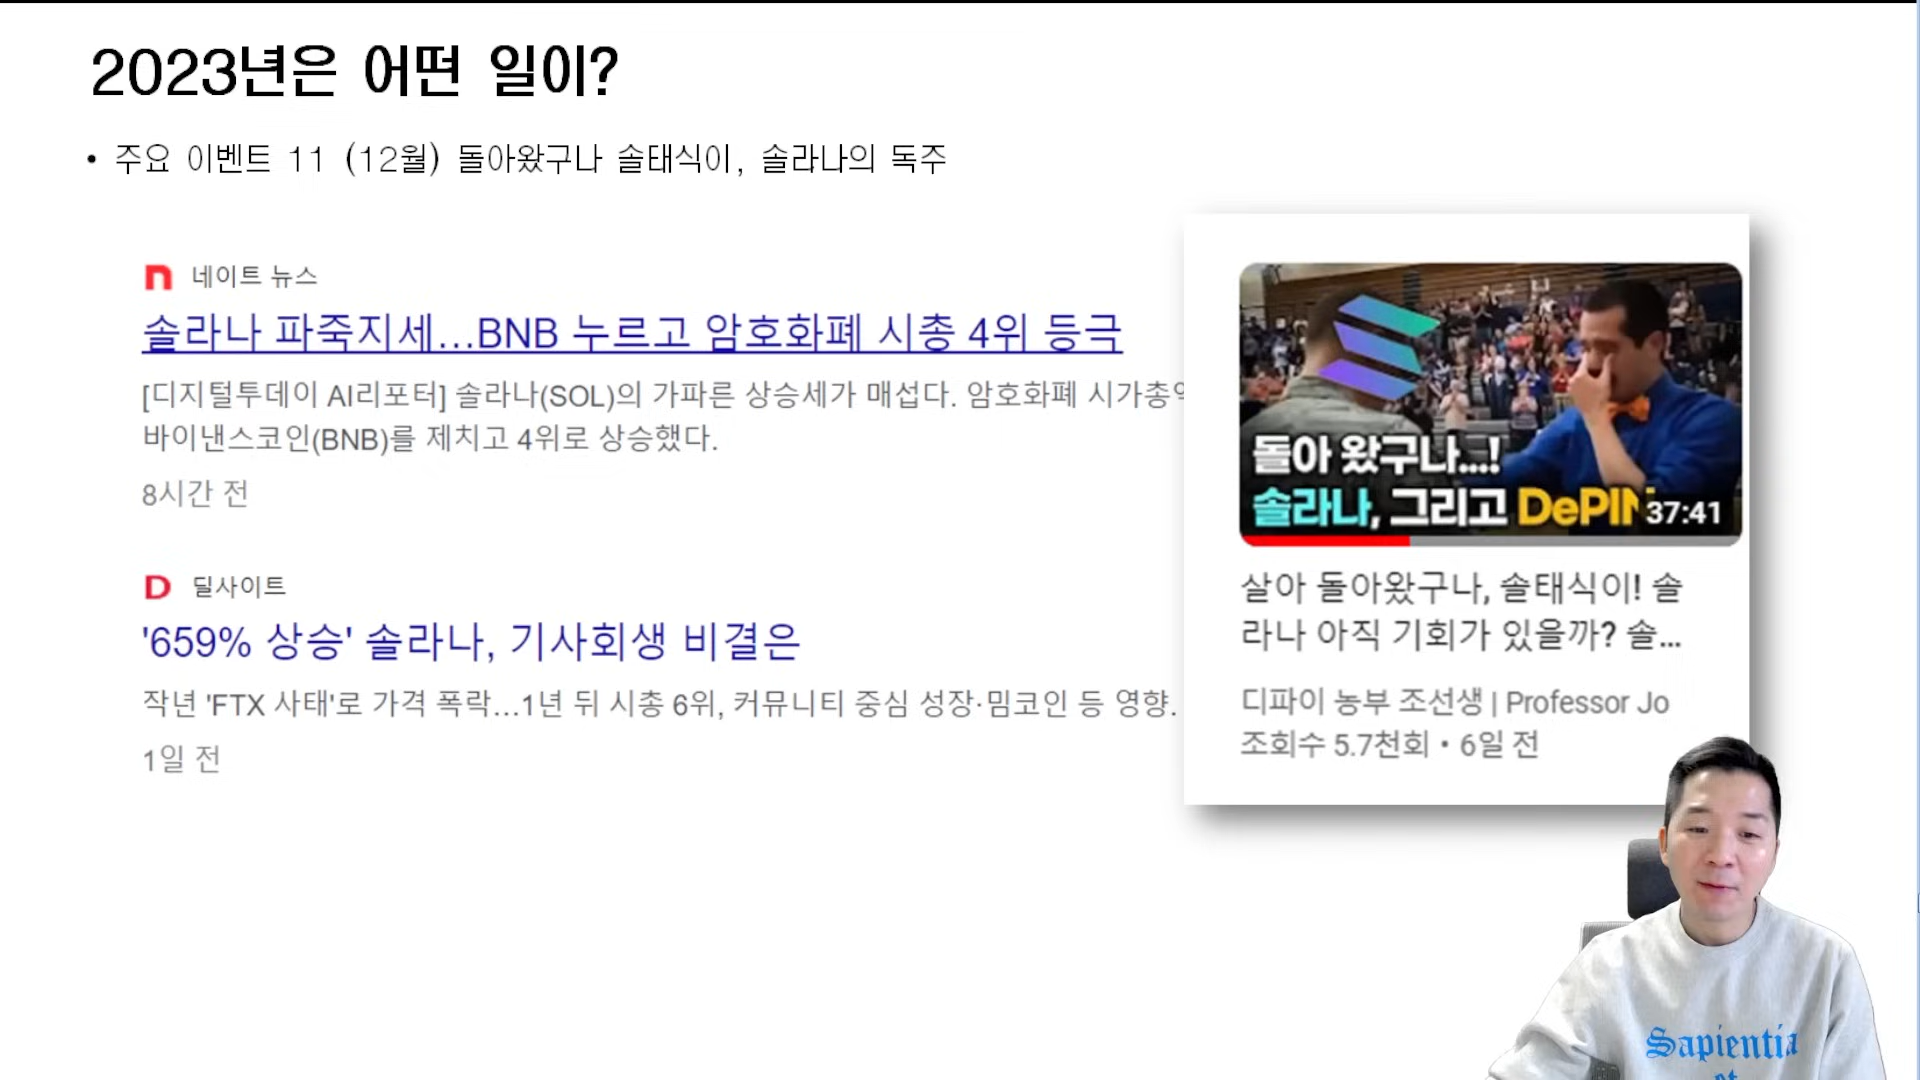 2023년은 어떤 일이?
• 주요 이벤트 11 (12월) 돌아왔구나 솔태식이, 솔라나의 독주
네이트 뉴스
솔라나 파죽지세...BNB 누르고 암호화폐 시총 4위 등극
[디지털투데이 AI리포터] 솔라나(SOL)의 가파른 상승세가 매섭다. 암호화폐 시가총
바이낸스코인(BNB)를 제치고 4위로 상승했다.
8시간 전
D 딜사이트
'659% 상승' 솔라나, 기사회생 비결은
작년 'FTX 사태'로 가격 폭락...1년 뒤 시총 6위, 커뮤니티 중심 성장·밈코인 등 영향.
1일 전
돌아 왔구나...!
솔라나, 그리고 DePIN
37:41
살아 돌아왔구나, 솔태식이! 솔
라나 아직 기회가 있을까? 솔...
디파이 농부 조선생 | Professor Jo
조회수 5.7천회 • 6일 전
Sapientia
et